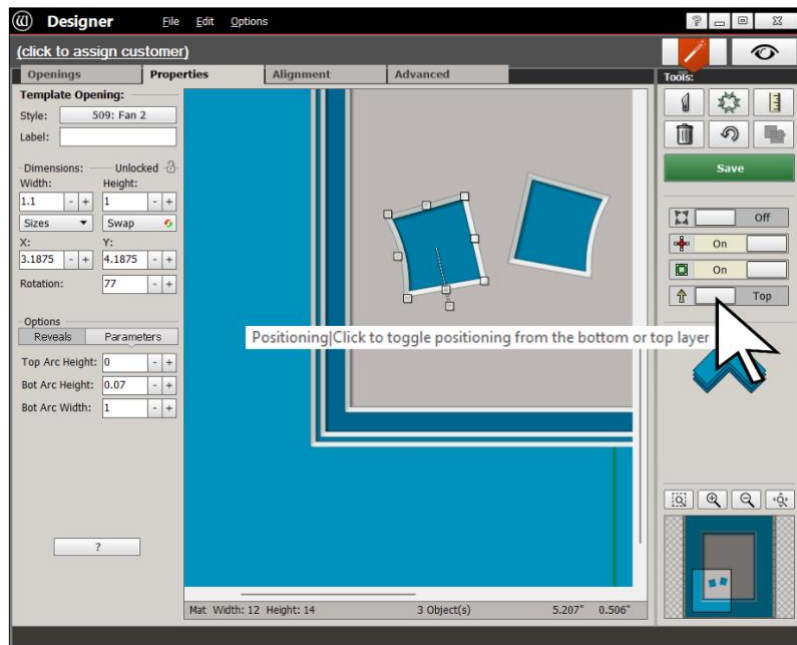 Designer File Edit Options
(click to assign customer)
Openings Properties Alignment Advanced
Tools:
Template Opening:
Style: 509: Fan 2
Label:
Dimensions: Unlocked
Width: Height:
1.1 - + 1 - +
Sizes Swap
X: Y:
3.1875 - + 4.1875 - +
Rotation: 77 - +
Options
Reveals Parameters
Top Arc Height: 0 - +
Bot Arc Height: 0.07 - +
Bot Arc Width: 1 - +
?
Save
Off
On
On
Top
Positioning|Click to toggle positioning from the bottom or top layer
Mat Width: 12 Height: 14 3 Object(s) 5.207" 0.506"